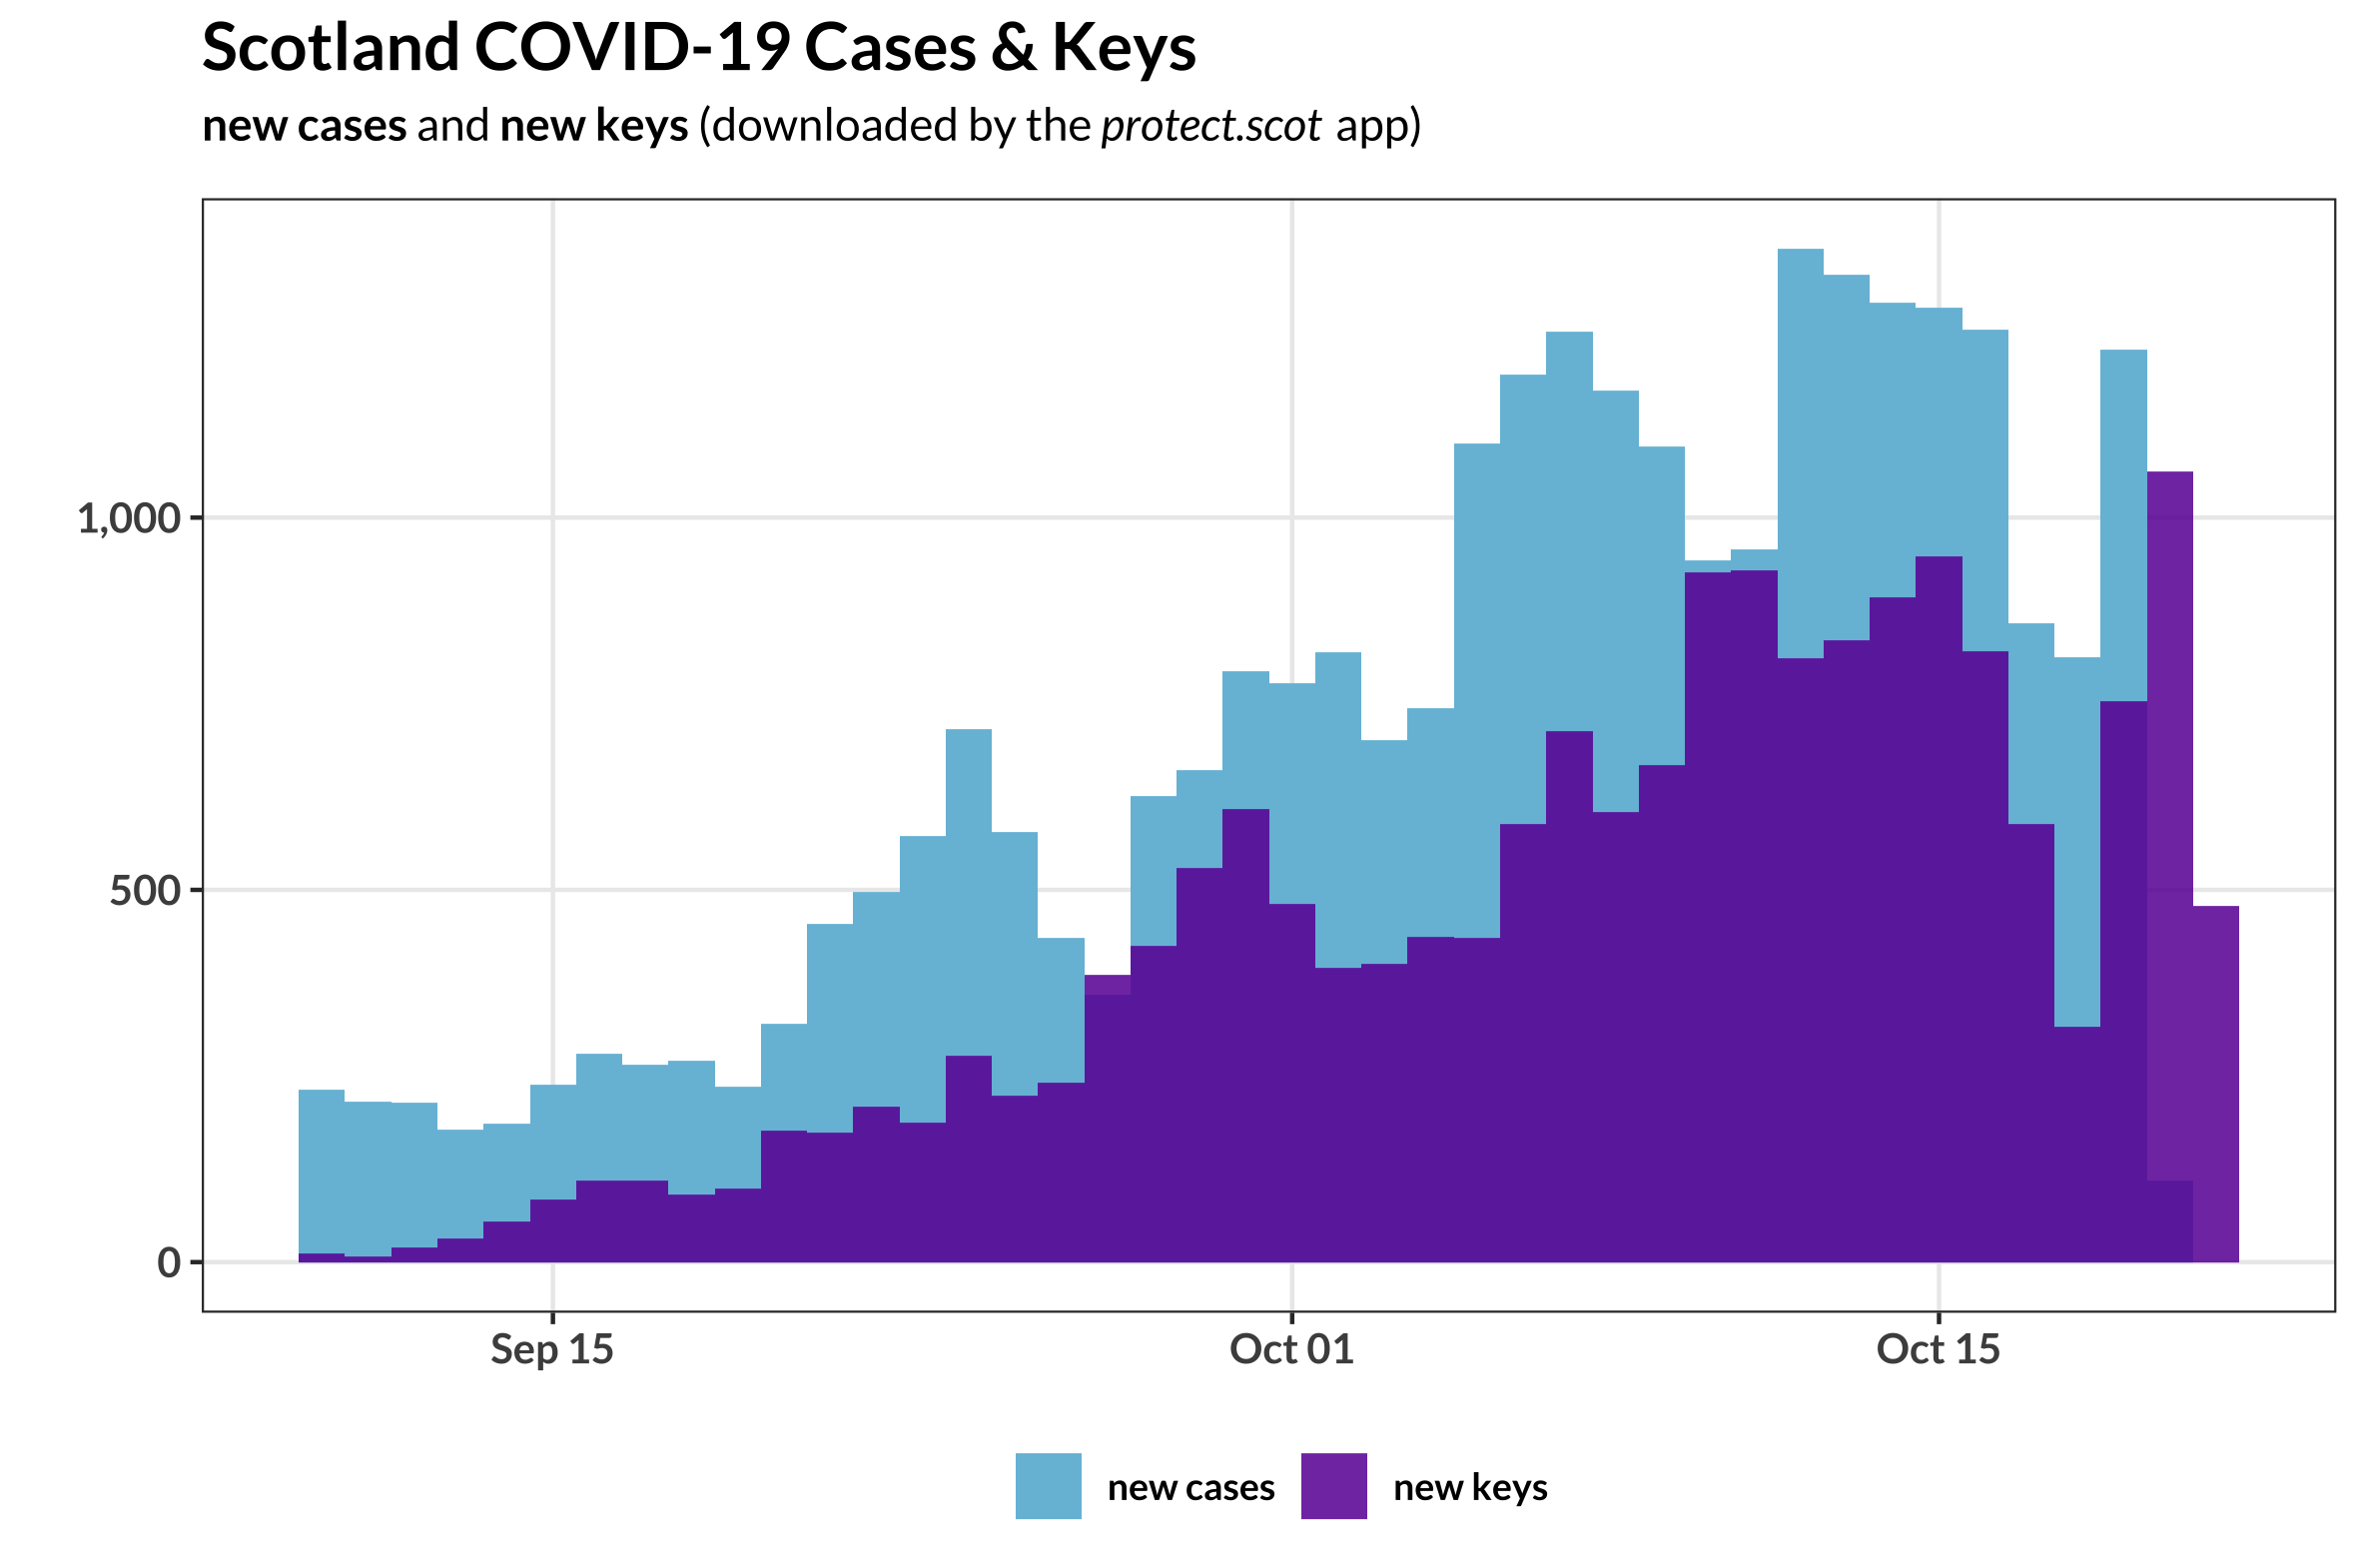 Scotland COVID-19 Cases & Keys
new cases and new keys (downloaded by the protect.scot app)
1,000
500
0
Sep 15
Oct 01
Oct 15
new cases
new keys